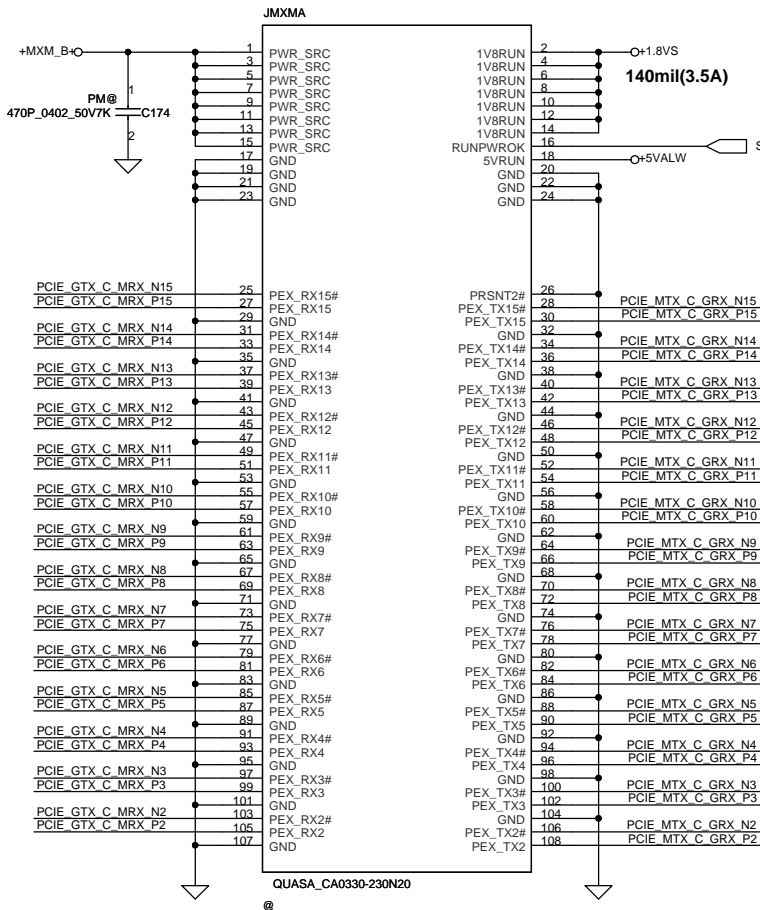 JMXMA
+MXM_B+ 1 PWR_SRC 1V8RUN 2 +1.8VS
3 PWR_SRC 1V8RUN 4
5 PWR_SRC 1V8RUN 6 140mil(3.5A)
7 PWR_SRC 1V8RUN 8
1
PM@ 9 PWR_SRC 1V8RUN 10
470P_0402_50V7K C174 11 PWR_SRC 1V8RUN 12
2
13 PWR_SRC 1V8RUN 14
15 PWR_SRC RUNPWROK 16 S
17 GND 5VRUN 18 +5VALW
19 GND GND 20
21 GND GND 22
23 GND GND 24
PCIE_GTX_C_MRX_N15 25 PEX_RX15# PRSNT2# 26
PCIE_GTX_C_MRX_P15 27 PEX_RX15 PEX_TX15# 28 PCIE_MTX_C_GRX_N15
29 GND PEX_TX15 30 PCIE_MTX_C_GRX_P15
PCIE_GTX_C_MRX_N14 31 PEX_RX14# GND 32
PCIE_GTX_C_MRX_P14 33 PEX_RX14 PEX_TX14# 34 PCIE_MTX_C_GRX_N14
35 GND PEX_TX14 36 PCIE_MTX_C_GRX_P14
PCIE_GTX_C_MRX_N13 37 PEX_RX13# GND 38
PCIE_GTX_C_MRX_P13 39 PEX_RX13 PEX_TX13# 40 PCIE_MTX_C_GRX_N13
41 GND PEX_TX13 42 PCIE_MTX_C_GRX_P13
PCIE_GTX_C_MRX_N12 43 PEX_RX12# GND 44
PCIE_GTX_C_MRX_P12 45 PEX_RX12 PEX_TX12# 46 PCIE_MTX_C_GRX_N12
47 GND PEX_TX12 48 PCIE_MTX_C_GRX_P12
PCIE_GTX_C_MRX_N11 49 PEX_RX11# GND 50
PCIE_GTX_C_MRX_P11 51 PEX_RX11 PEX_TX11# 52 PCIE_MTX_C_GRX_N11
53 GND PEX_TX11 54 PCIE_MTX_C_GRX_P11
PCIE_GTX_C_MRX_N10 55 PEX_RX10# GND 56
PCIE_GTX_C_MRX_P10 57 PEX_RX10 PEX_TX10# 58 PCIE_MTX_C_GRX_N10
59 GND PEX_TX10 60 PCIE_MTX_C_GRX_P10
PCIE_GTX_C_MRX_N9 61 PEX_RX9# GND 62
PCIE_GTX_C_MRX_P9 63 PEX_RX9 PEX_TX9# 64 PCIE_MTX_C_GRX_N9
65 GND PEX_TX9 66 PCIE_MTX_C_GRX_P9
PCIE_GTX_C_MRX_N8 67 PEX_RX8# GND 68
PCIE_GTX_C_MRX_P8 69 PEX_RX8 PEX_TX8# 70 PCIE_MTX_C_GRX_N8
71 GND PEX_TX8 72 PCIE_MTX_C_GRX_P8
PCIE_GTX_C_MRX_N7 73 PEX_RX7# GND 74
PCIE_GTX_C_MRX_P7 75 PEX_RX7 PEX_TX7# 76 PCIE_MTX_C_GRX_N7
77 GND PEX_TX7 78 PCIE_MTX_C_GRX_P7
PCIE_GTX_C_MRX_N6 79 PEX_RX6# GND 80
PCIE_GTX_C_MRX_P6 81 PEX_RX6 PEX_TX6# 82 PCIE_MTX_C_GRX_N6
83 GND PEX_TX6 84 PCIE_MTX_C_GRX_P6
PCIE_GTX_C_MRX_N5 85 PEX_RX5# GND 86
PCIE_GTX_C_MRX_P5 87 PEX_RX5 PEX_TX5# 88 PCIE_MTX_C_GRX_N5
89 GND PEX_TX5 90 PCIE_MTX_C_GRX_P5
PCIE_GTX_C_MRX_N4 91 PEX_RX4# GND 92
PCIE_GTX_C_MRX_P4 93 PEX_RX4 PEX_TX4# 94 PCIE_MTX_C_GRX_N4
95 GND PEX_TX4 96 PCIE_MTX_C_GRX_P4
PCIE_GTX_C_MRX_N3 97 PEX_RX3# GND 98
PCIE_GTX_C_MRX_P3 99 PEX_RX3 PEX_TX3# 100 PCIE_MTX_C_GRX_N3
101 GND PEX_TX3 102 PCIE_MTX_C_GRX_P3
PCIE_GTX_C_MRX_N2 103 PEX_RX2# GND 104
PCIE_GTX_C_MRX_P2 105 PEX_RX2 PEX_TX2# 106 PCIE_MTX_C_GRX_N2
107 GND PEX_TX2 108 PCIE_MTX_C_GRX_P2
QUASA_CA0330-230N20
@